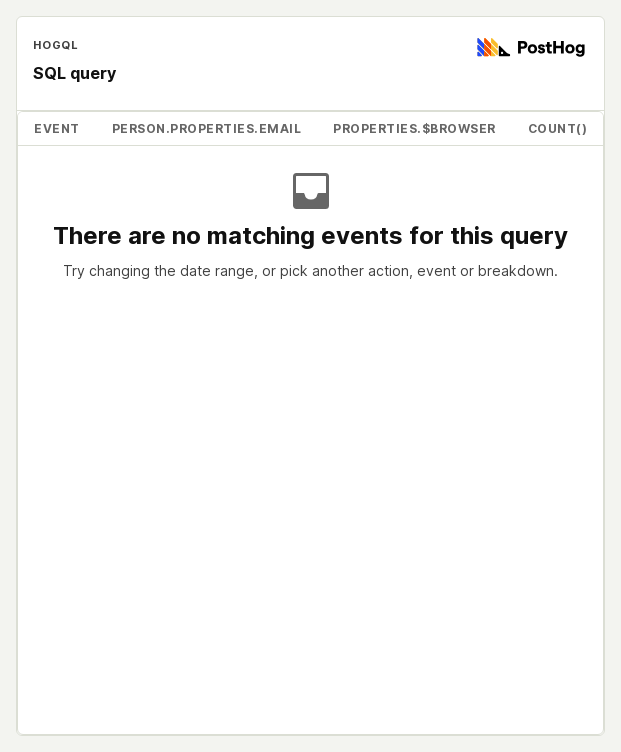 HOGQL
PostHog
SQL query
EVENT PERSON.PROPERTIES.EMAIL PROPERTIES.$BROWSER COUNT()
There are no matching events for this query
Try changing the date range, or pick another action, event or breakdown.